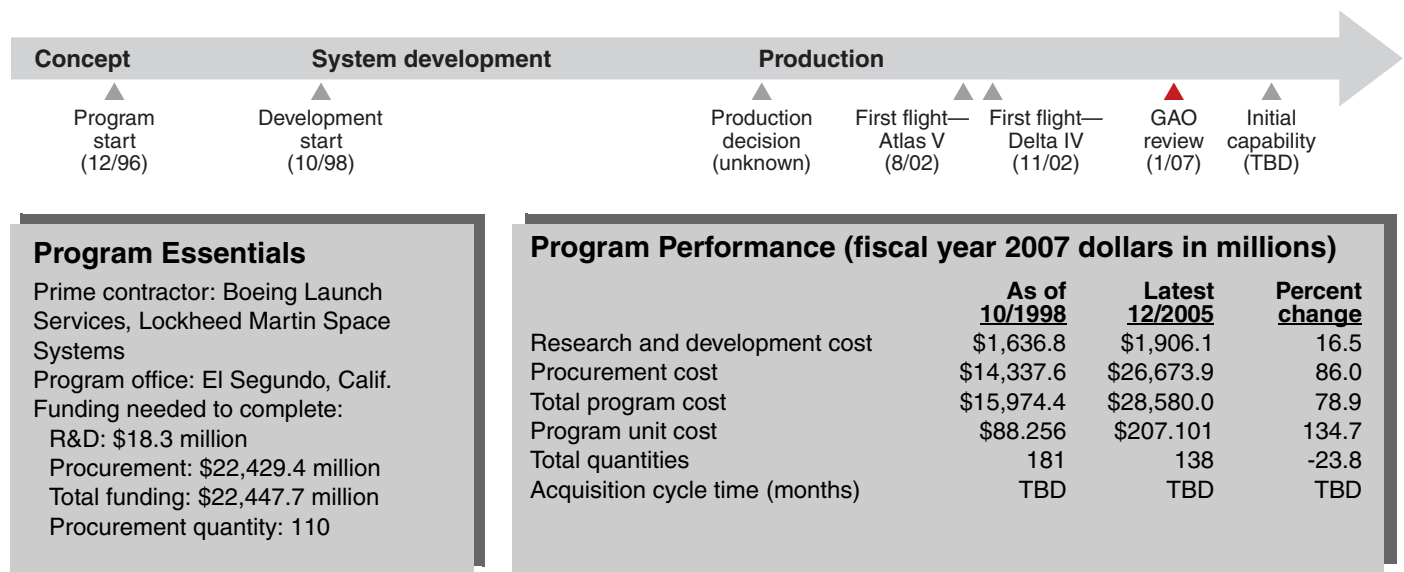 Concept System development Production
Program start (12/96)
Development start (10/98)
Production decision (unknown)
First flight— Atlas V (8/02)
First flight— Delta IV (11/02)
GAO review (1/07)
Initial capability (TBD)
Program Essentials
Prime contractor: Boeing Launch
Services, Lockheed Martin Space
Systems
Program office: El Segundo, Calif.
Funding needed to complete:
R&D: $18.3 million
Procurement: $22,429.4 million
Total funding: $22,447.7 million
Procurement quantity: 110
Program Performance (fiscal year 2007 dollars in millions)
As of Latest Percent
10/1998 12/2005 change
Research and development cost $1,636.8 $1,906.1 16.5
Procurement cost $14,337.6 $26,673.9 86.0
Total program cost $15,974.4 $28,580.0 78.9
Program unit cost $88.256 $207.101 134.7
Total quantities 181 138 -23.8
Acquisition cycle time (months) TBD TBD TBD